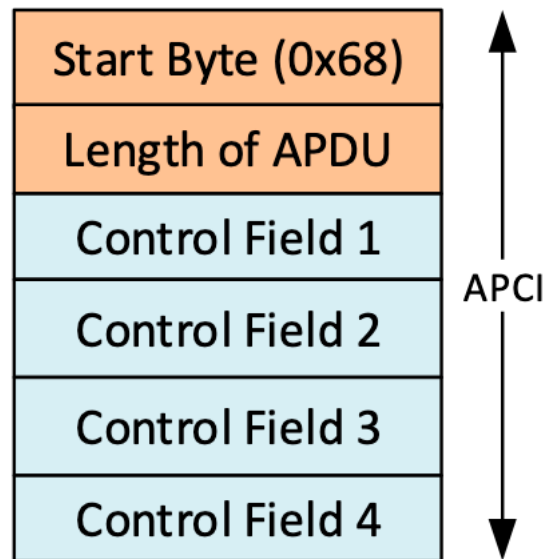 Start Byte (0x68)
Length of APDU
Control Field 1
Control Field 2
APCI
Control Field 3
Control Field 4